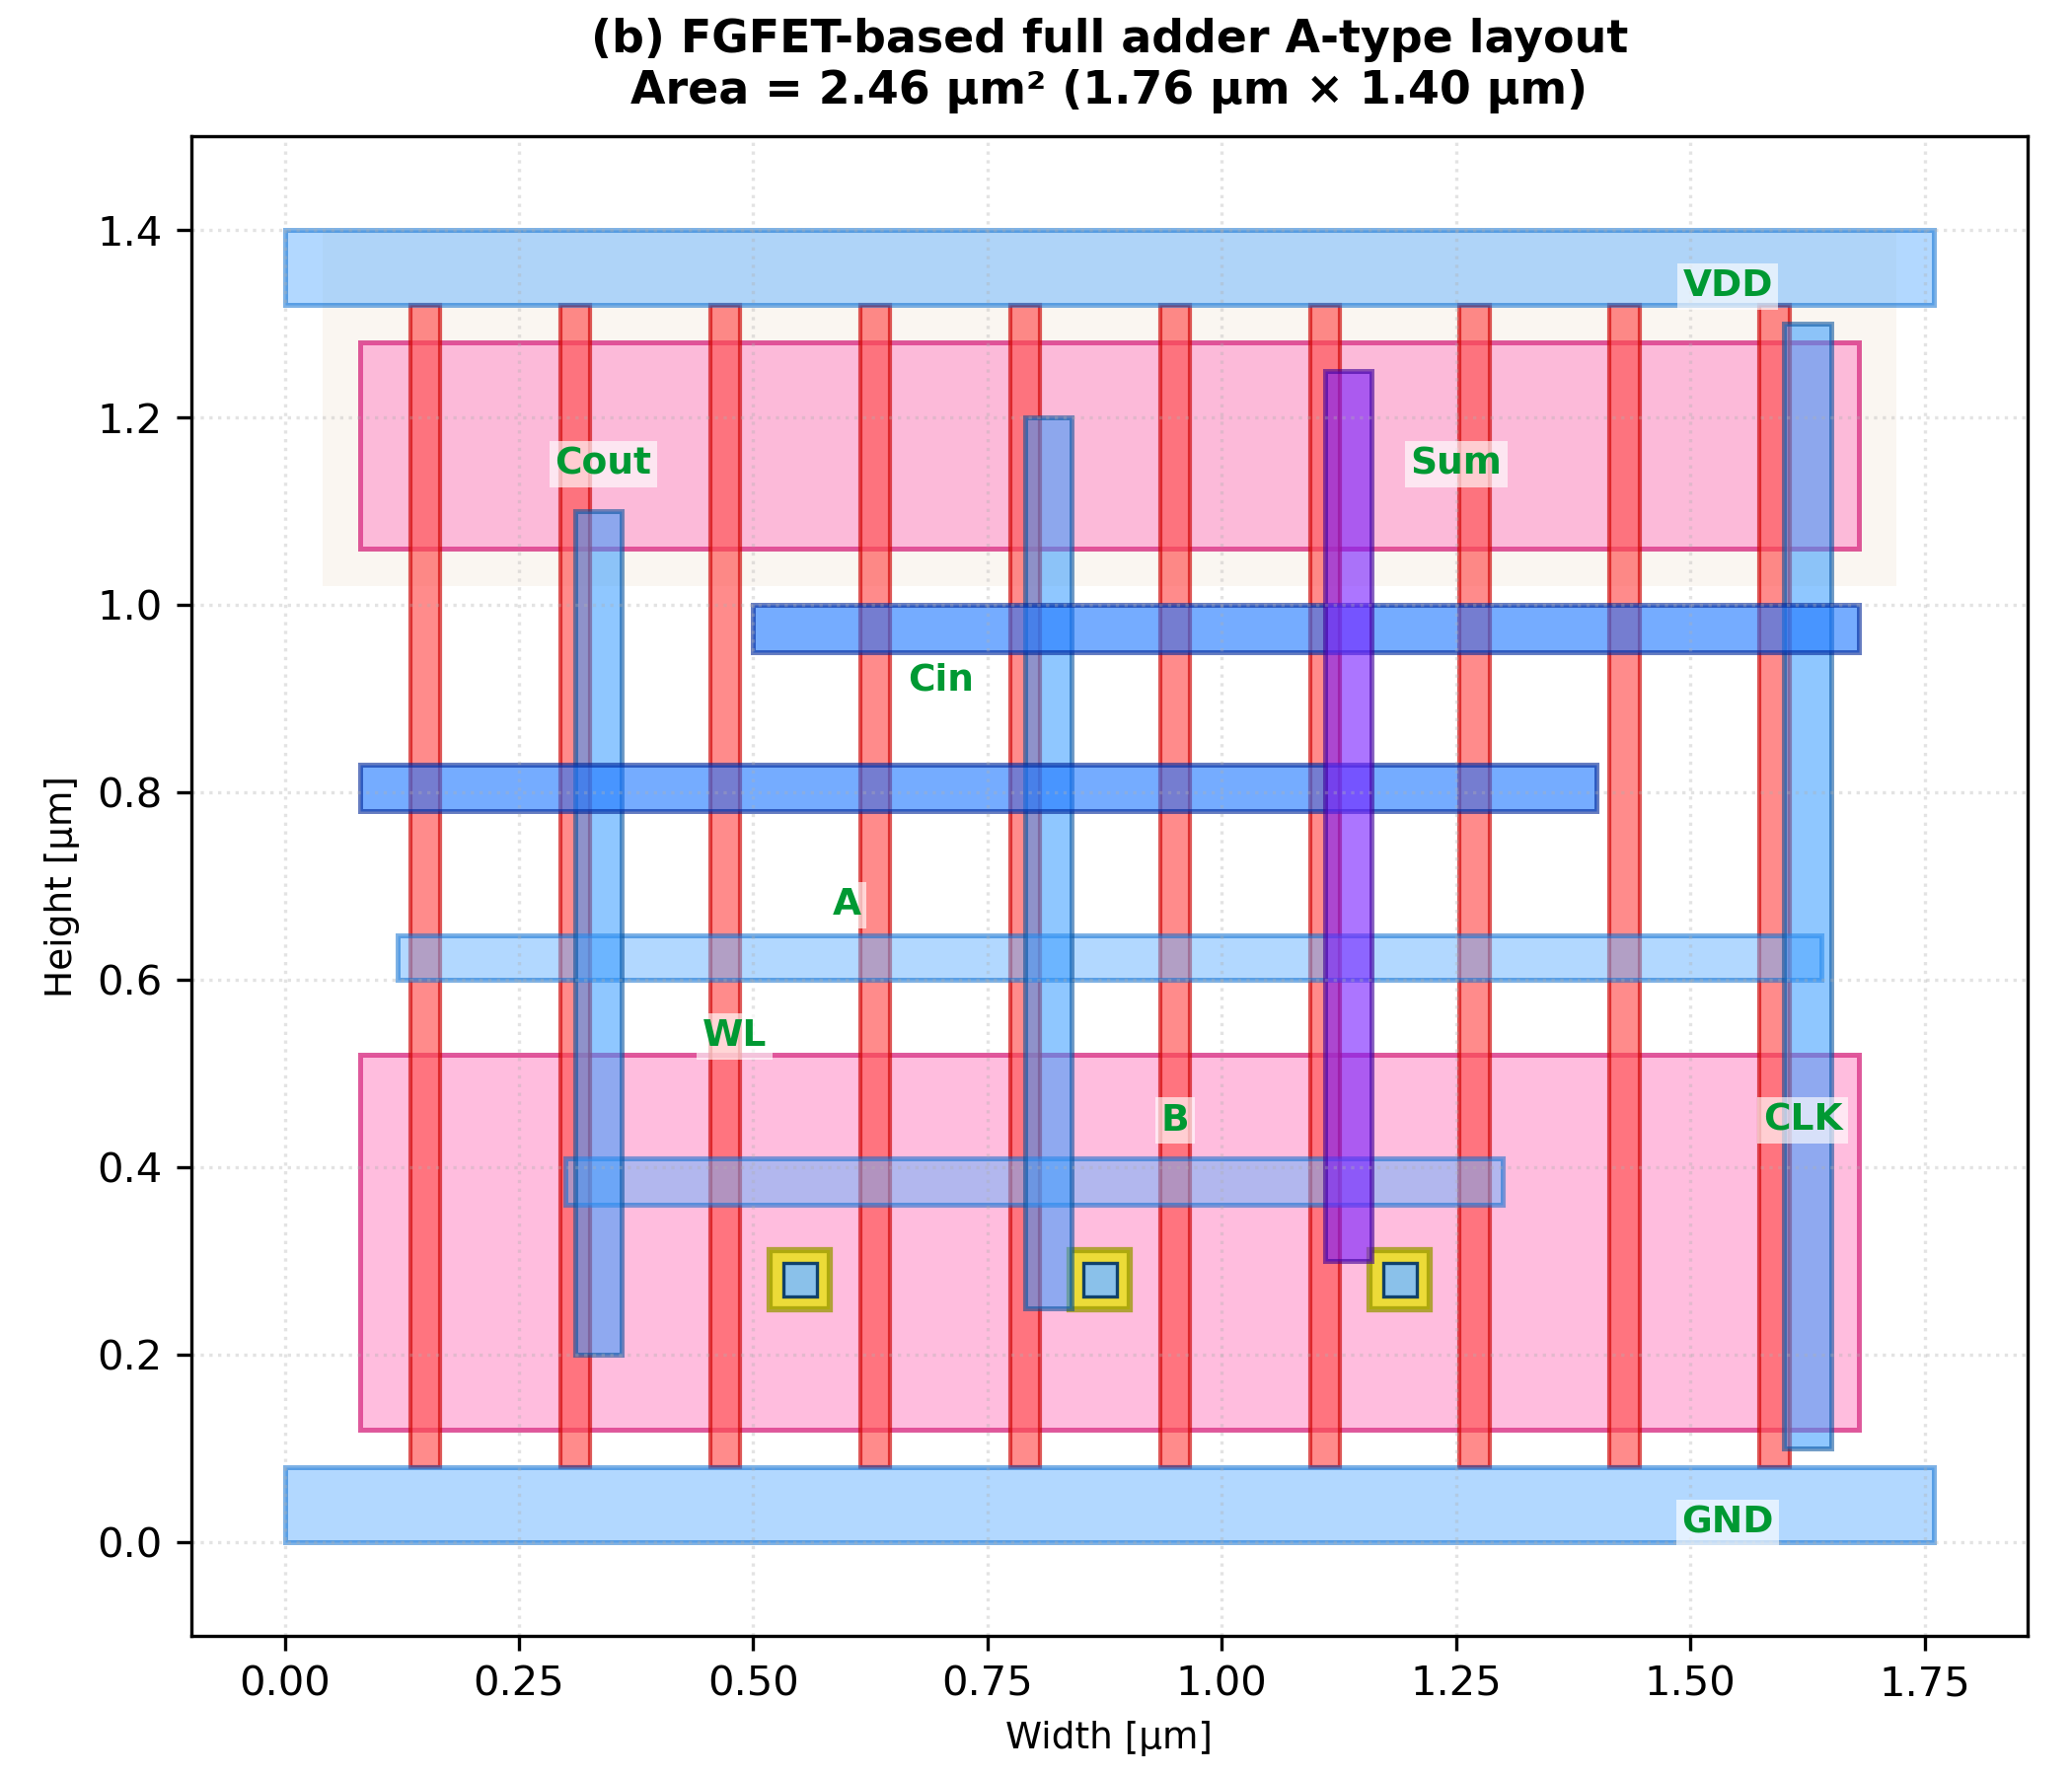 (b) FGFET-based full adder A-type layout
Area = 2.46 µm² (1.76 µm × 1.40 µm)
1.4
VDD
1.2
Cout
Sum
1.0
Cin
0.8
Height [µm]
A
0.6
WL
B
CLK
0.4
0.2
GND
0.0
0.00 0.25 0.50 0.75 1.00 1.25 1.50 1.75
Width [µm]